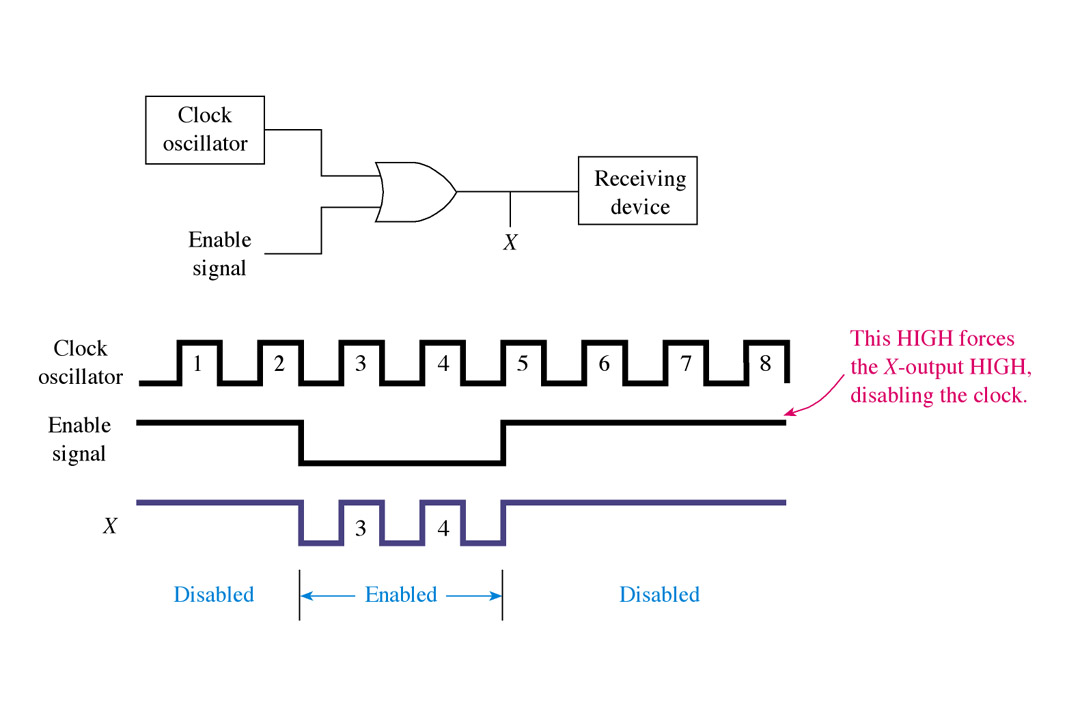 Clock
oscillator
Receiving
device
X
Enable
signal
Clock
oscillator
1 2 3 4 5 6 7 8
This HIGH forces
the X-output HIGH,
disabling the clock.
Enable
signal
X
3 4
Disabled Enabled Disabled